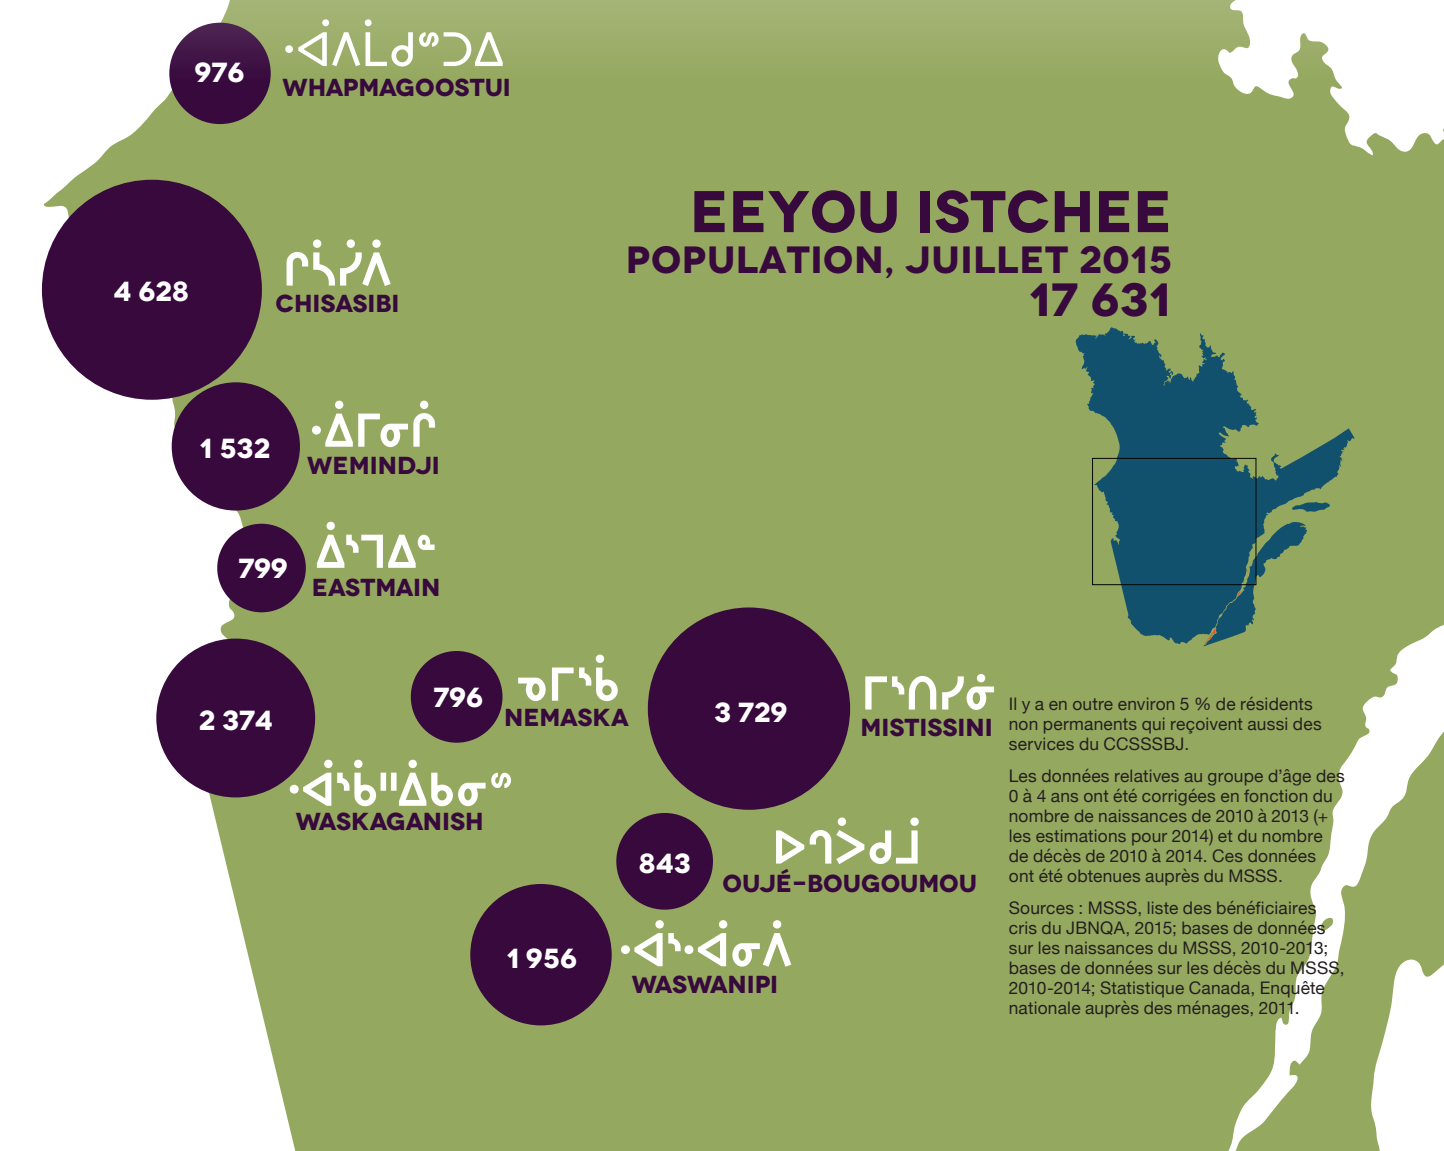 976
ᐙᐱᒫᑯᔅᑐᐃ
WHAPMAGOOSTUI
EEYOU ISTCHEE
POPULATION, JUILLET 2015
17 631
4 628
ᒋᓵᓰᐲ
CHISASIBI
1 532
ᐐᒥᓂᒌ
WEMINDJI
799
ᐄᔅᒣᐃᓐ
EASTMAIN
2 374
ᐙᔅᑳᐦᐄᑲᓂᔥ
WASKAGANISH
796
ᓀᒥᔅᑳ
NEMASKA
3 729
ᒥᔅᑎᓯᓃ
MISTISSINI
843
ᐅᒉᐴᑯᒨ
OUJÉ-BOUGOUMOU
1 956
ᐙᔅᐙᓂᐲ
WASWANIPI
Il y a en outre environ 5 % de résidents
non permanents qui reçoivent aussi des
services du CCSSSBJ.
Les données relatives au groupe d’âge des
0 à 4 ans ont été corrigées en fonction du
nombre de naissances de 2010 à 2013 (+
les estimations pour 2014) et du nombre
de décès de 2010 à 2014. Ces données
ont été obtenues auprès du MSSS.
Sources : MSSS, liste des bénéficiaires
cris du JBNQA, 2015; bases de données
sur les naissances du MSSS, 2010-2013;
bases de données sur les décès du MSSS,
2010-2014; Statistique Canada, Enquête
nationale auprès des ménages, 2011.